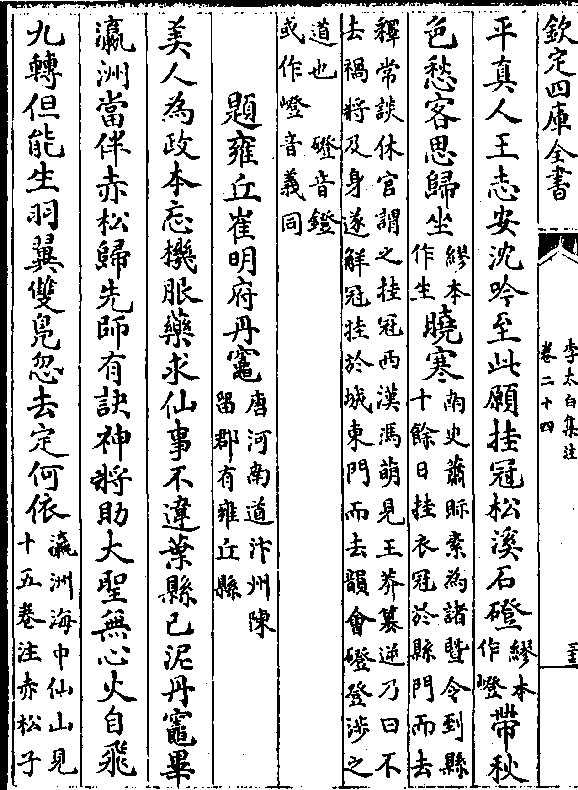 欽定四庫全書
李太白集注
卷二十四
平真人王志安沈吟至此願挂冠松溪石磴繆本作嶝帶秋
色愁客思歸坐繆本作生曉寒南史蕭眎素為諸暨令到縣十餘日挂衣冠於縣門而去
釋常談休官謂之挂冠西漢馮萌見王莽簒逆乃曰不
去禍將及身遂解冠挂於城東門而去韻會磴登涉之
道也 磴音鐙
或作嶝音義同
題雍丘崔明府丹竈唐河南道汴州陳留郡有雍丘縣
美人為政本忘機服藥求仙事不違葉縣已泥丹竈畢
瀛洲當伴赤松歸先師有訣神將助大聖無心火自飛
九轉但能生羽翼雙鳧忽去定何依瀛洲海中仙山見十五卷注赤松子